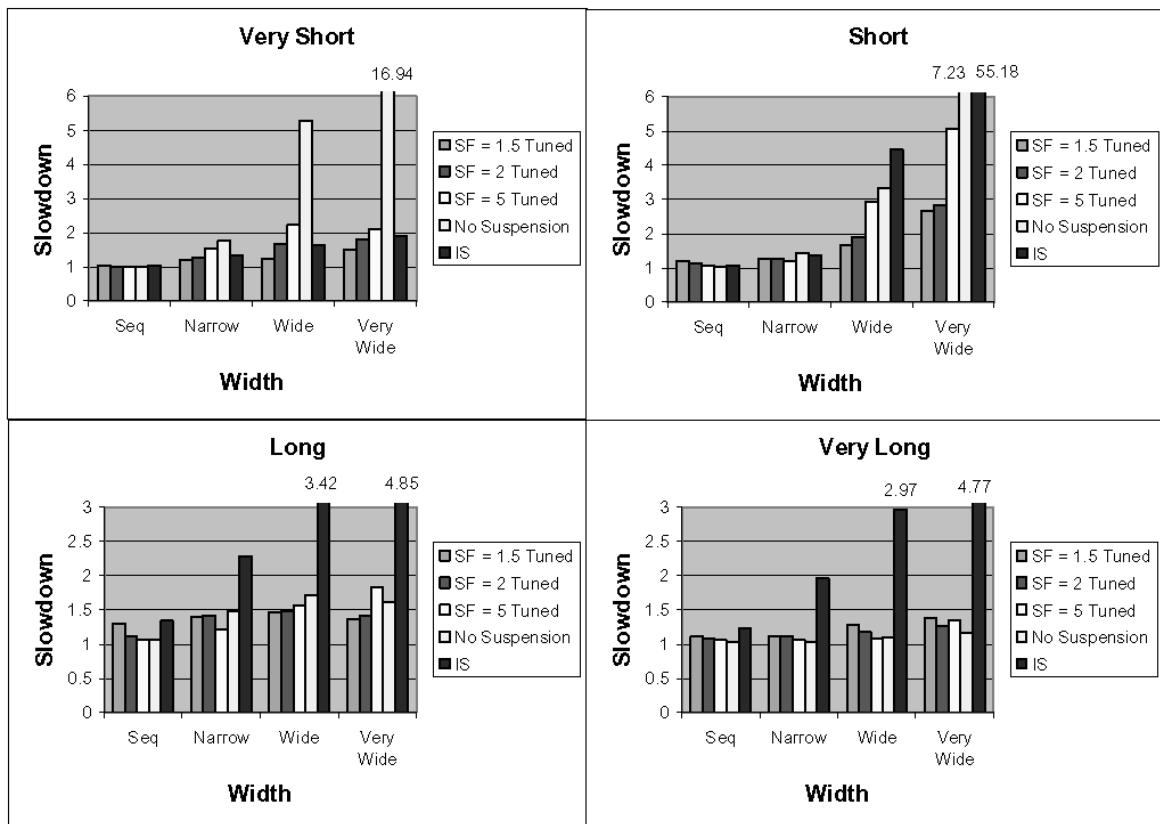 Very Short
16.94
6
5
4
3
2
1
0
Slowdown
Seq Narrow Wide Very Wide
Width
SF = 1.5 Tuned
SF = 2 Tuned
SF = 5 Tuned
No Suspension
IS
Short
7.23 55.18
6
5
4
3
2
1
0
Slowdown
Seq Narrow Wide Very Wide
Width
SF = 1.5 Tuned
SF = 2 Tuned
SF = 5 Tuned
No Suspension
IS
Long
3.42 4.85
3
2.5
2
1.5
1
0.5
0
Slowdown
Seq Narrow Wide Very Wide
Width
SF = 1.5 Tuned
SF = 2 Tuned
SF = 5 Tuned
No Suspension
IS
Very Long
2.97 4.77
3
2.5
2
1.5
1
0.5
0
Slowdown
Seq Narrow Wide Very Wide
Width
SF = 1.5 Tuned
SF = 2 Tuned
SF = 5 Tuned
No Suspension
IS